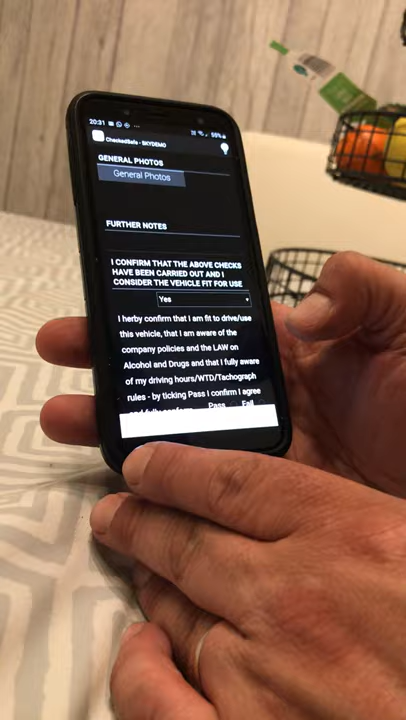 20:31 55%
CheckedSafe - SKYDEMO
GENERAL PHOTOS
General Photos
FURTHER NOTES
I CONFIRM THAT THE ABOVE CHECKS
HAVE BEEN CARRIED OUT AND I
CONSIDER THE VEHICLE FIT FOR USE
Yes
I herby confirm that I am fit to drive/use
this vehicle, that I am aware of the
company policies and the LAW on
Alcohol and Drugs and that I fully aware
of my driving hours/WTD/Tachograph
rules - by ticking Pass I confirm I agree
and fully conform Pass Fail